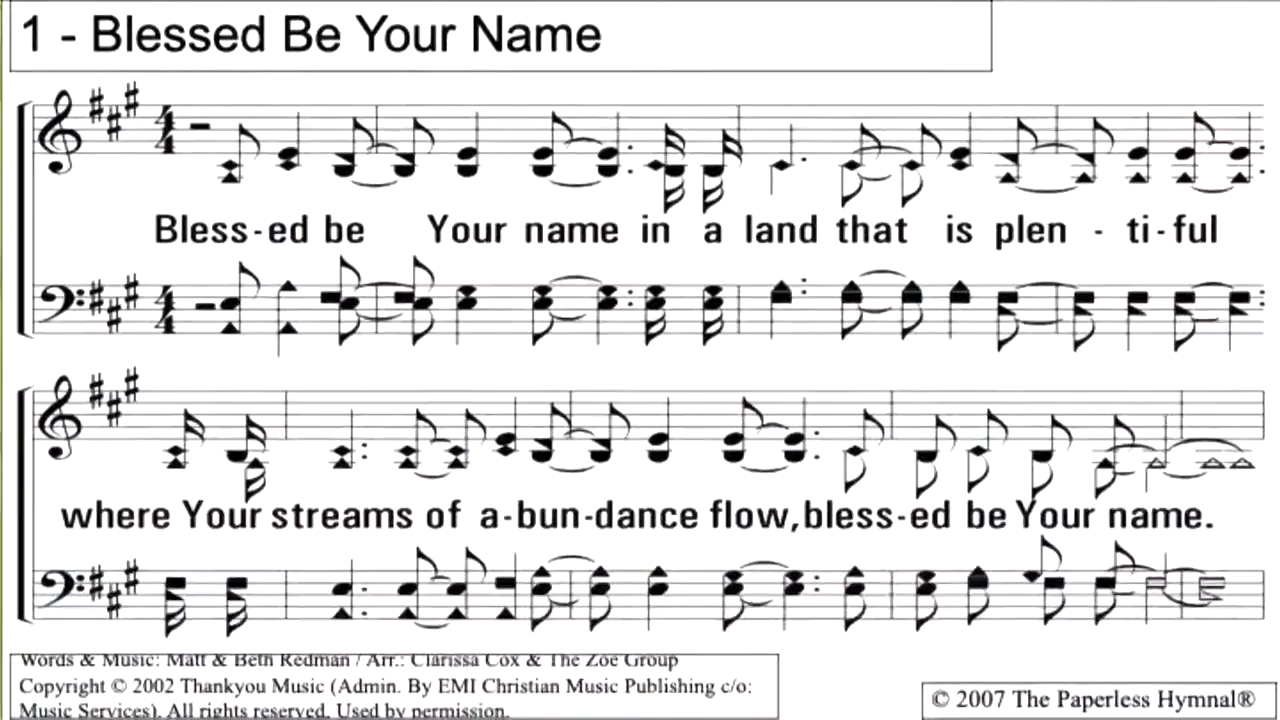 1 - Blessed Be Your Name
Bless-ed be Your name in a land that is plen - ti-ful
where Your streams of a-bun-dance flow,bless-ed be Your name.
Words & Music: Matt & Beth Redman / Arr.: Clarissa Cox & The Zoe Group
Copyright © 2002 Thankyou Music (Admin. By EMI Christian Music Publishing c/o:
Music Services). All rights reserved. Used by permission.
© 2007 The Paperless Hymnal®